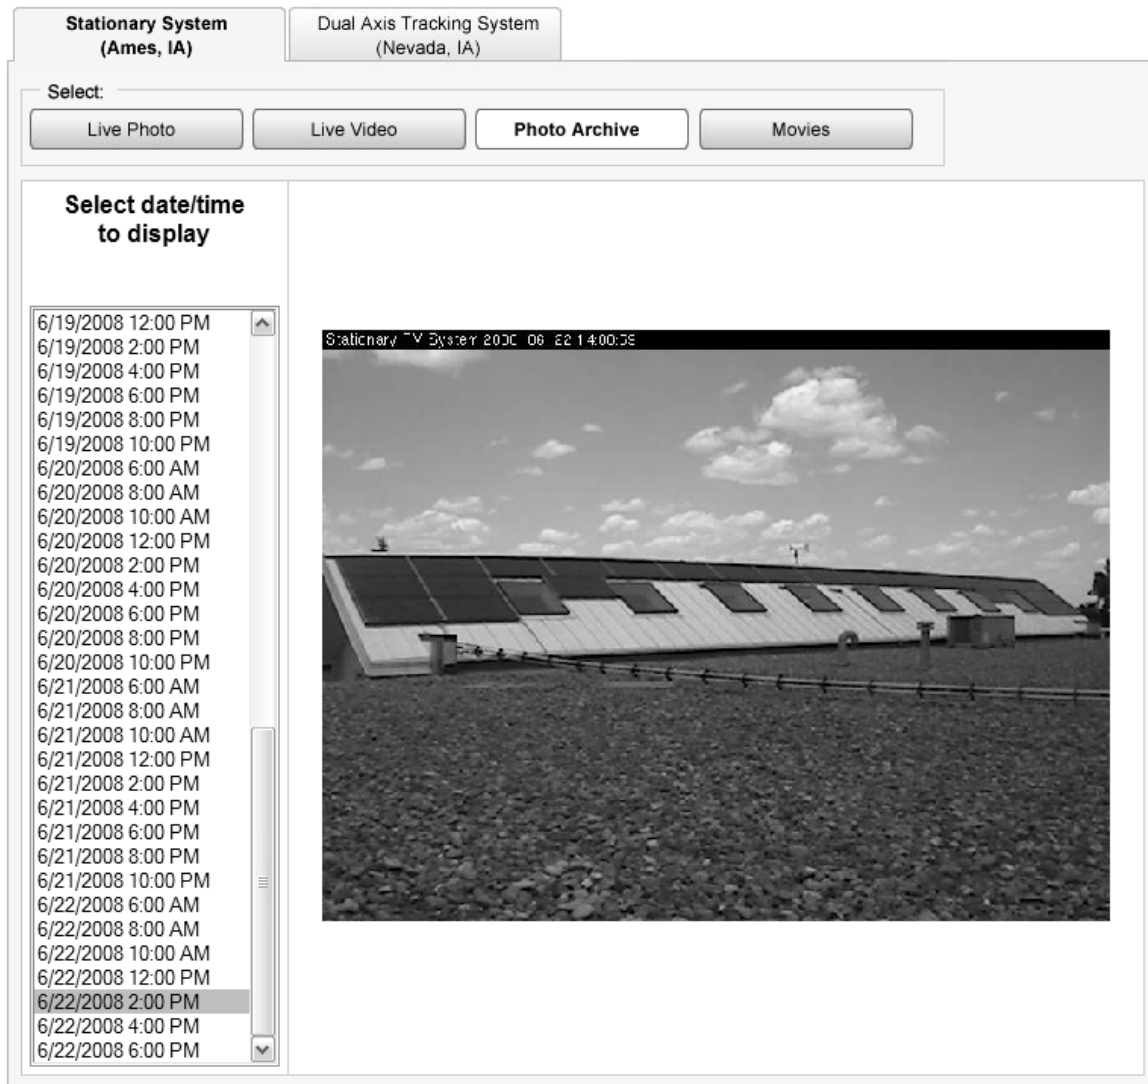 Stationary System
(Ames, IA)
Dual Axis Tracking System
(Nevada, IA)
Select:
Live Photo
Live Video
Photo Archive
Movies
Select date/time
to display
6/19/2008 12:00 PM
6/19/2008 2:00 PM
6/19/2008 4:00 PM
6/19/2008 6:00 PM
6/19/2008 8:00 PM
6/19/2008 10:00 PM
6/20/2008 6:00 AM
6/20/2008 8:00 AM
6/20/2008 10:00 AM
6/20/2008 12:00 PM
6/20/2008 2:00 PM
6/20/2008 4:00 PM
6/20/2008 6:00 PM
6/20/2008 8:00 PM
6/20/2008 10:00 PM
6/21/2008 6:00 AM
6/21/2008 8:00 AM
6/21/2008 10:00 AM
6/21/2008 12:00 PM
6/21/2008 2:00 PM
6/21/2008 4:00 PM
6/21/2008 6:00 PM
6/21/2008 8:00 PM
6/21/2008 10:00 PM
6/22/2008 6:00 AM
6/22/2008 8:00 AM
6/22/2008 10:00 AM
6/22/2008 12:00 PM
6/22/2008 2:00 PM
6/22/2008 4:00 PM
6/22/2008 6:00 PM
Stationary System 06 22